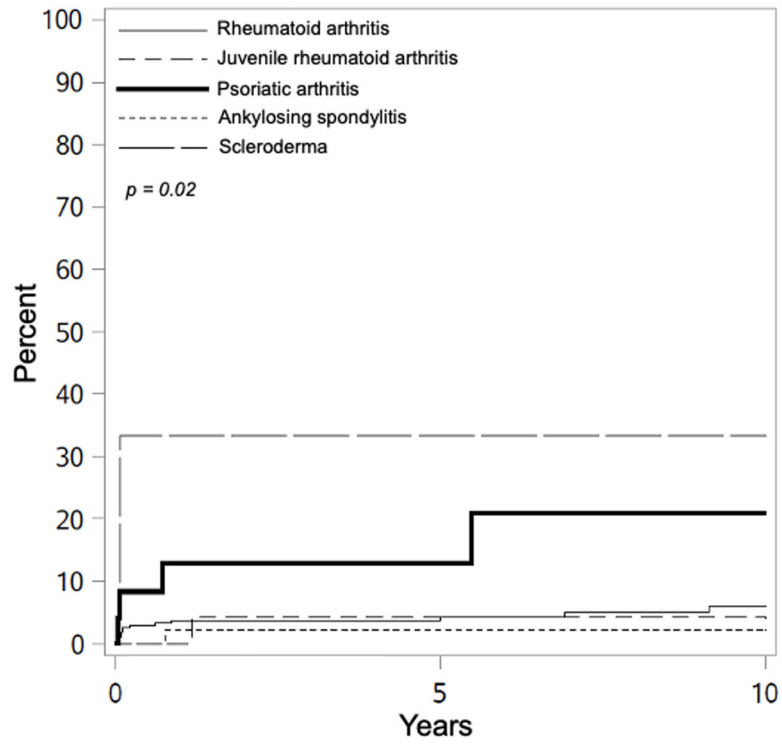 100
90
80
70
60
50
40
30
20
10
0
Percent
Rheumatoid arthritis
Juvenile rheumatoid arthritis
Psoriatic arthritis
Ankylosing spondylitis
Scleroderma
p = 0.02
0 5 10
Years